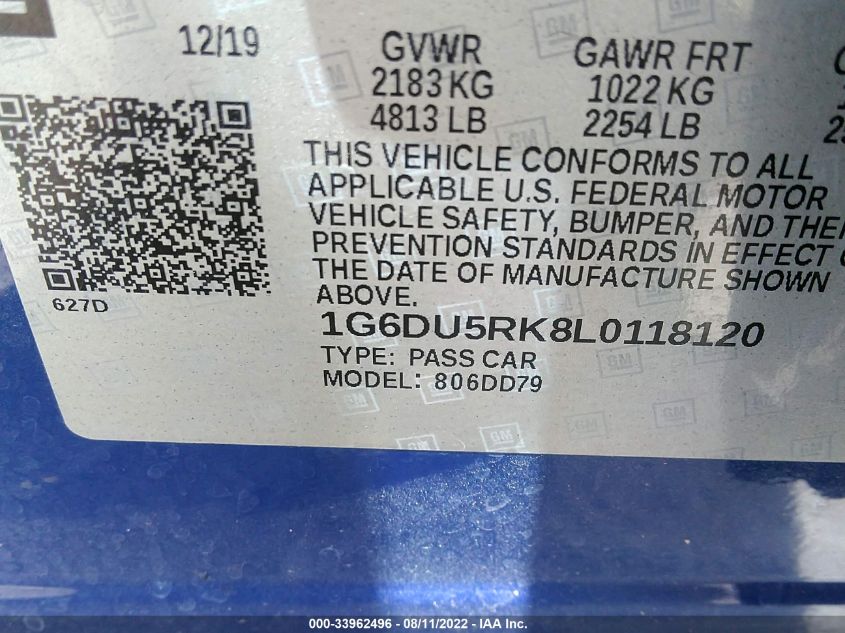 12/19
GVWR
2183 KG
4813 LB
GAWR FRT
1022 KG
2254 LB
THIS VEHICLE CONFORMS TO ALL
APPLICABLE U.S. FEDERAL MOTOR
VEHICLE SAFETY, BUMPER, AND
PREVENTION STANDARDS IN EFFECT
THE DATE OF MANUFACTURE SHOWN
ABOVE.
627D
1G6DU5RK8L0118120
TYPE: PASS CAR
MODEL: 806DD79
GM
000-33962496 - 08/11/2022 - IAA Inc.